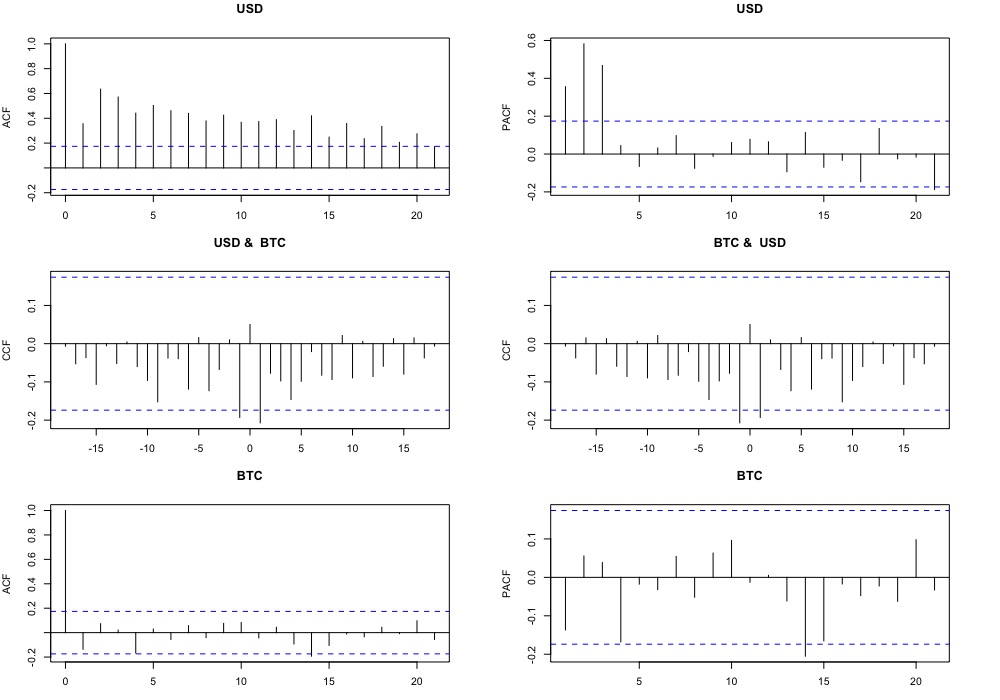 USD
ACF
-0.2 0.2 0.4 0.6 0.8 1.0
0 5 10 15 20
USD
PACF
-0.2 0.0 0.2 0.4 0.6
5 10 15 20
USD & BTC
CCF
-0.2 -0.1 0.0 0.1
-15 -10 -5 0 5 10 15
BTC & USD
CCF
-0.2 -0.1 0.0 0.1
-15 -10 -5 0 5 10 15
BTC
ACF
-0.2 0.2 0.4 0.6 0.8 1.0
0 5 10 15 20
BTC
PACF
-0.2 -0.1 0.0 0.1
5 10 15 20